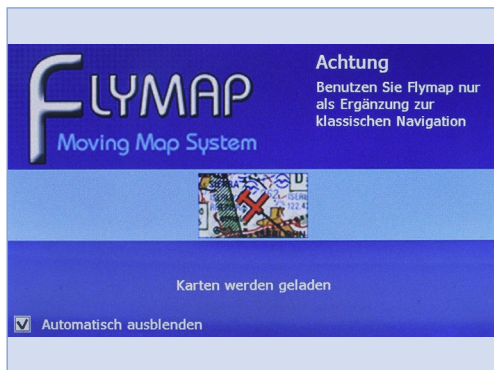 FLYMAP
Moving Map System
Achtung
Benutzen Sie Flymap nur
als Ergänzung zur
klassischen Navigation
D
Karten werden geladen
Automatisch ausblenden